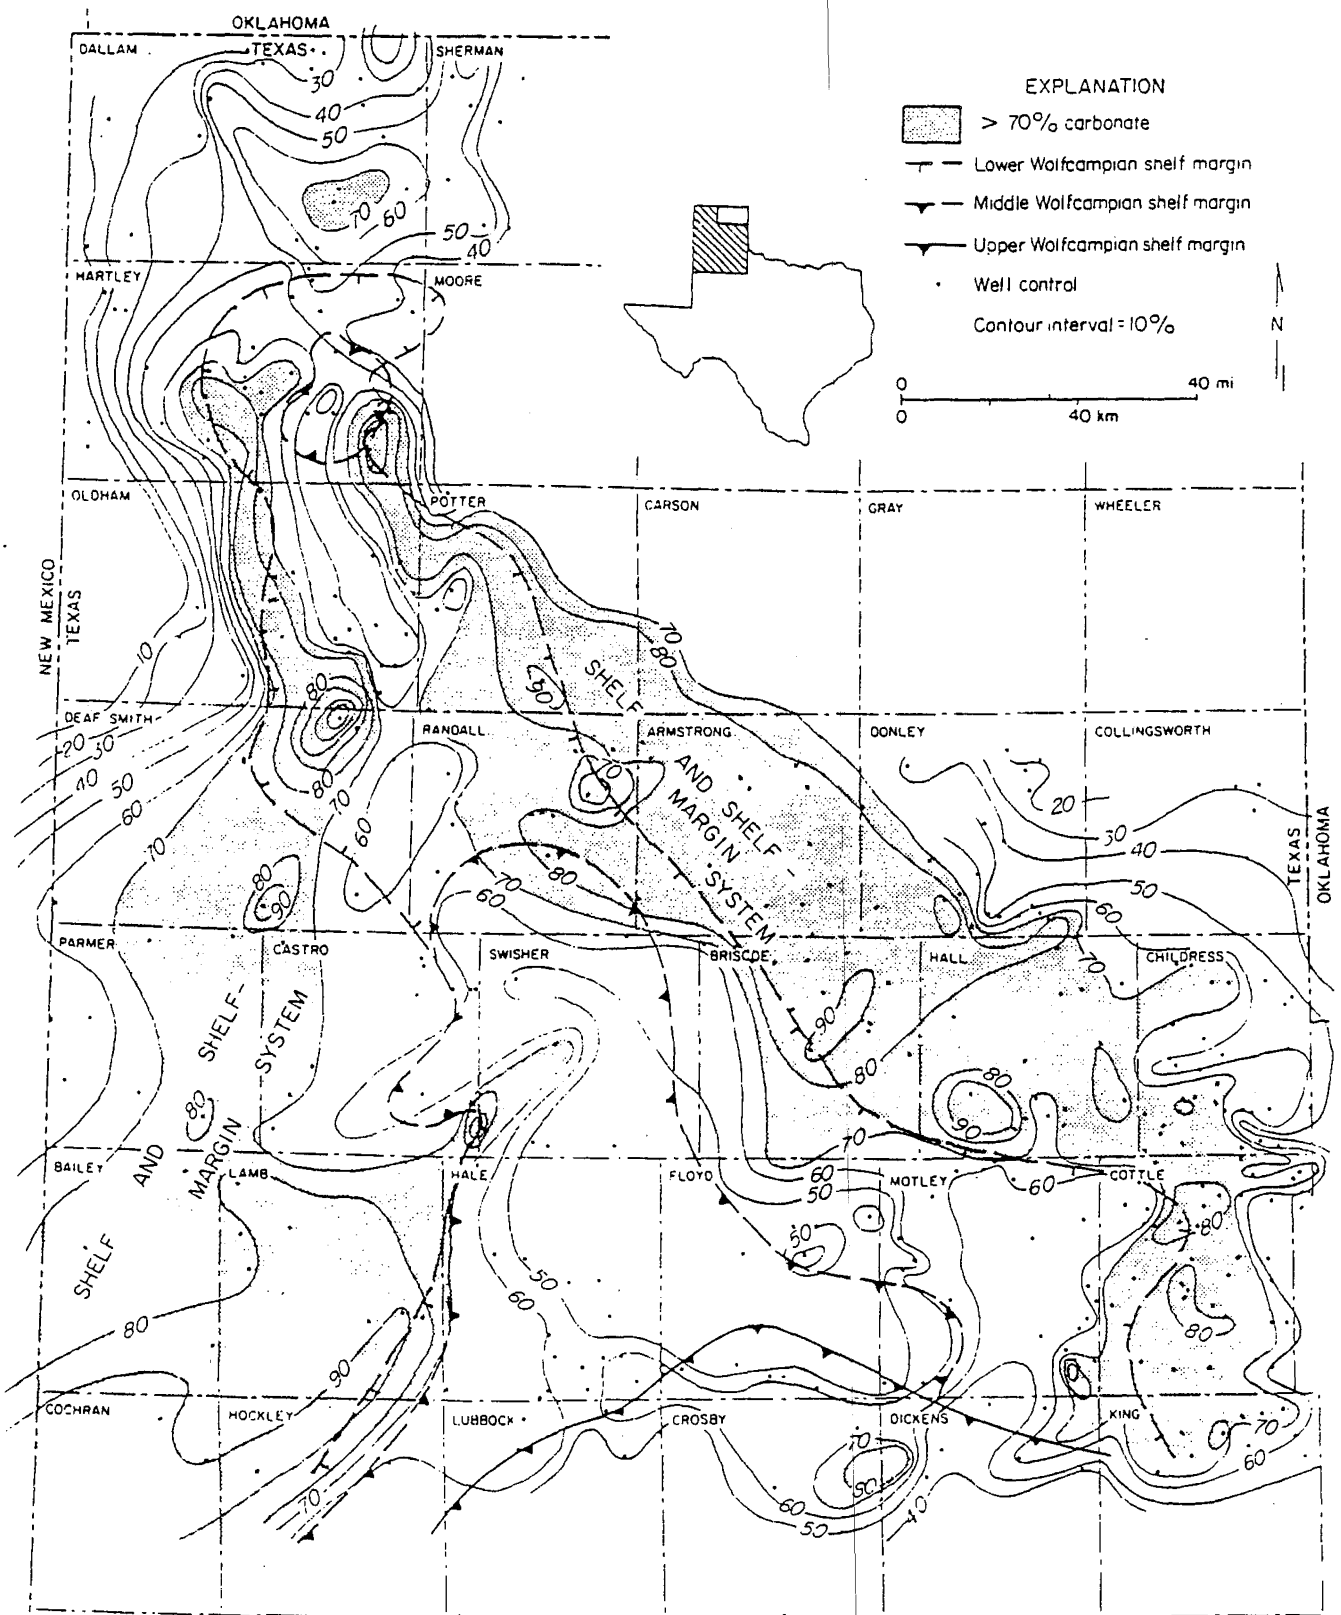 OKLAHOMA
TEXAS
DALLAM
SHERMAN
30
40
50
70
60
50
40
EXPLANATION
> 70% carbonate
Lower Wolfcampian shelf margin
Middle Wolfcampian shelf margin
Upper Wolfcampian shelf margin
Well control
Contour interval = 10%
N
0 40 mi
0 40 km
HARTLEY
MOORE
OLDHAM
POTTER
CARSON
GRAY
WHEELER
NEW MEXICO
TEXAS
10
70
80
80
90
SHELF
AND SHELF-
MARGIN
SYSTEM
DEAF SMITH
RANDALL
ARMSTRONG
DONLEY
COLLINGSWORTH
20
30
40
50
60
70
80
70
60
80
90
70
60
80
20
30
40
50
60
70
TEXAS
OKLAHOMA
PARMER
CASTRO
SWISHER
BRISCOE
HALL
CHILDRESS
SHELF
AND
SHELF-
MARGIN
SYSTEM
80
90
80
80
90
70
60
50
60
BAILEY
LAMB
HALE
FLOYD
MOTLEY
COTTLE
80
90
50
60
50
80
80
COCHRAN
HOCKLEY
LUBBOCK
CROSBY
DICKENS
KING
70
70
60
50
40
70
60